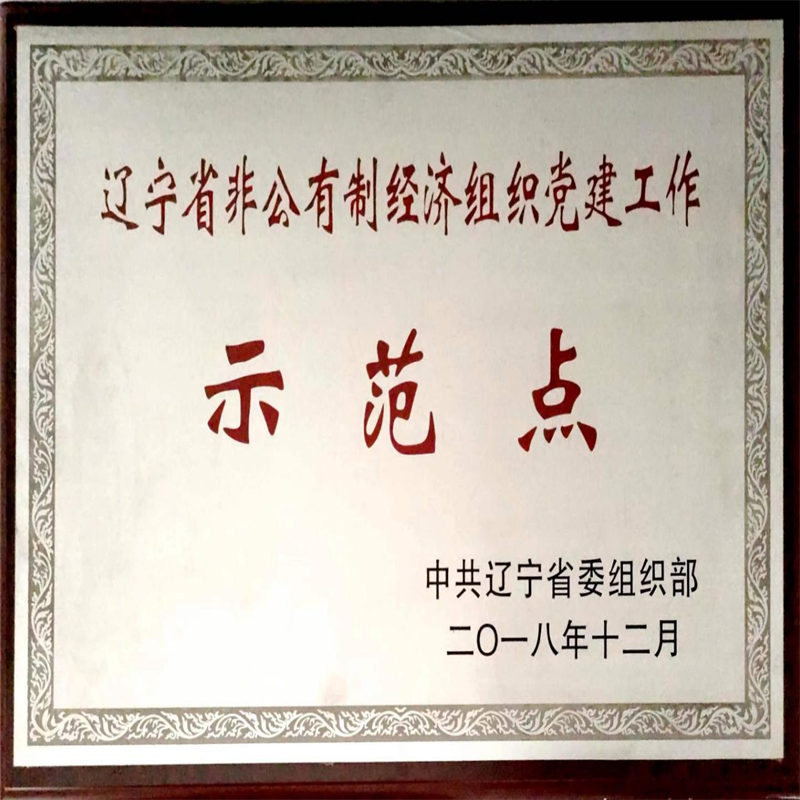 辽宁省非公有制经济组织党建工作
示范点
中共辽宁省委组织部
二〇一八年十二月